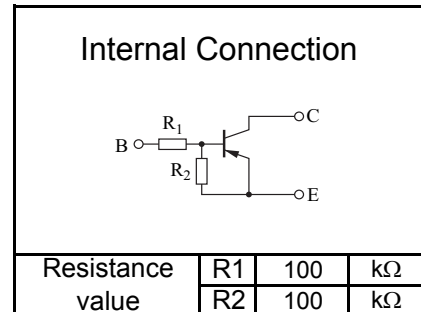 Internal Connection
C
R1
B
R2
E
Resistance value R1 100 kΩ
R2 100 kΩ